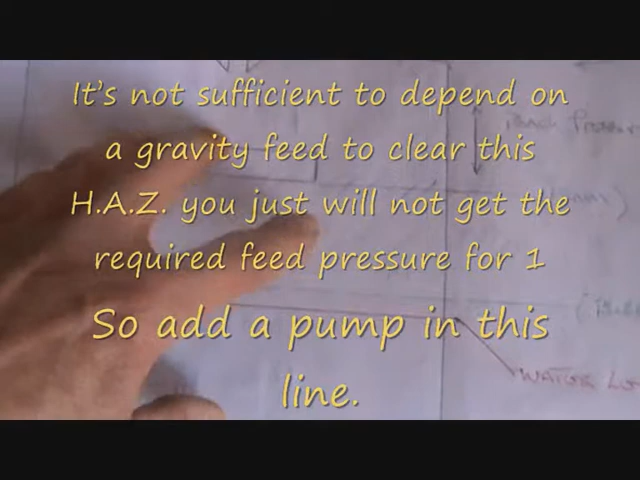 It's not sufficient to depend on
a gravity feed to clear this
H.A.Z. you just will not get the
required feed pressure for 1
So add a pump in this
line.
WATER